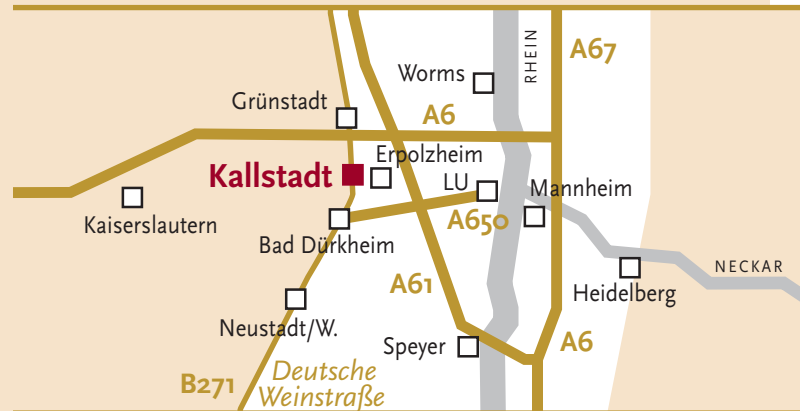 RHEIN
A67
Worms
Grünstadt
A6
Erpolzheim
Kallstadt
LU
Mannheim
Kaiserslautern
A650
Bad Dürkheim
NECKAR
A61
Heidelberg
Neustadt/W.
Speyer
A6
B271
Deutsche
Weinstraße